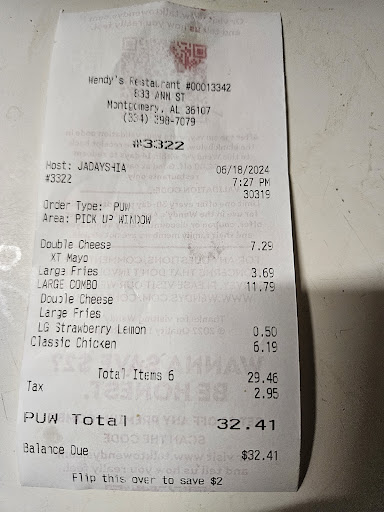 Wendy's Restaurant #00013342
833 ANN ST
Montgomery, AL 36107
(334) 398-7079
#3322
Host: JADAYSHIA 06/18/2024
#3322 7:27 PM
30319
Order Type: PUW
Area: PICK UP WINDOW
Double Cheese 7.29
XT Mayo
Large Fries 3.69
LARGE COMBO 11.79
Double Cheese
Large Fries
LG Strawberry Lemon 0.50
Classic Chicken 6.19
Total Items 6 29.46
Tax 2.95
PUW Total 32.41
Balance Due $32.41
Flip this over to save $2